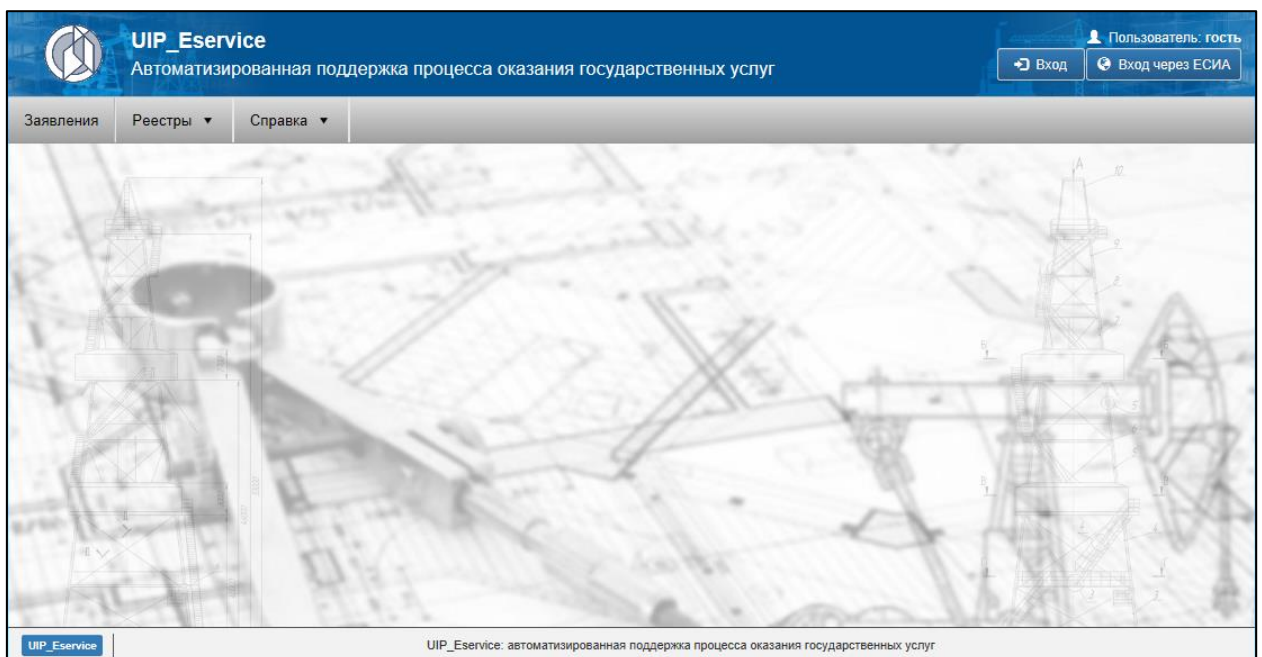 UIP_Eservice
Автоматизированная поддержка процесса оказания государственных услуг
Пользователь: гость
Вход
Вход через ЕСИА
Заявления
Реестры ▼
Справка ▼
UIP_Eservice
UIP_Eservice: автоматизированная поддержка процесса оказания государственных услуг